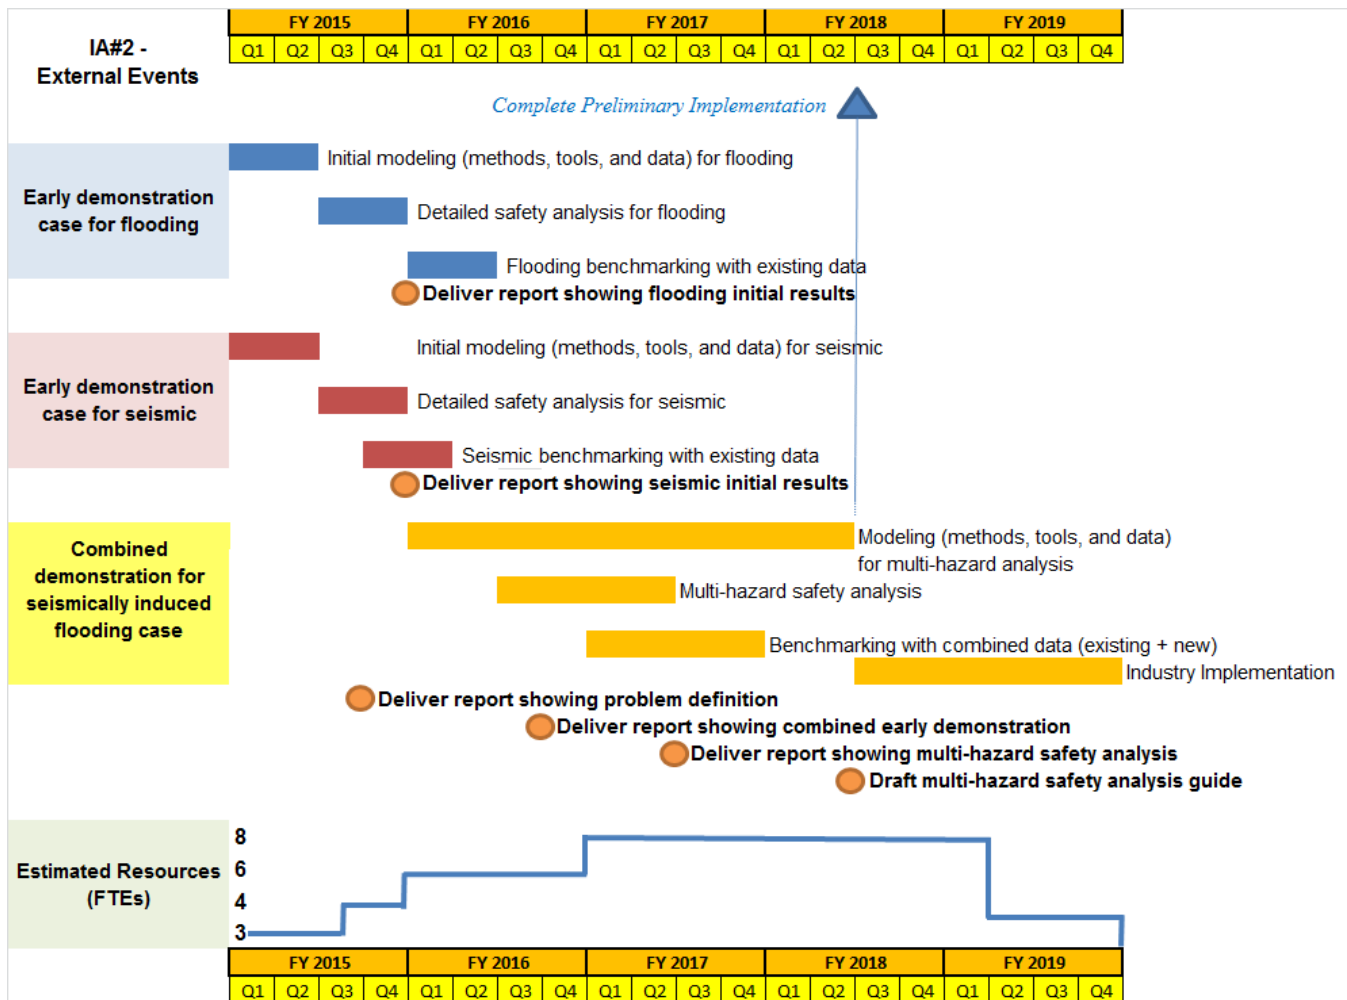 IA#2 -
External Events
FY 2015 FY 2016 FY 2017 FY 2018 FY 2019
Q1 Q2 Q3 Q4 Q1 Q2 Q3 Q4 Q1 Q2 Q3 Q4 Q1 Q2 Q3 Q4 Q1 Q2 Q3 Q4
Complete Preliminary Implementation
Early demonstration
case for flooding
Initial modeling (methods, tools, and data) for flooding
Detailed safety analysis for flooding
Flooding benchmarking with existing data
Deliver report showing flooding initial results
Early demonstration
case for seismic
Initial modeling (methods, tools, and data) for seismic
Detailed safety analysis for seismic
Seismic benchmarking with existing data
Deliver report showing seismic initial results
Combined
demonstration for
seismically induced
flooding case
Modeling (methods, tools, and data)
for multi-hazard analysis
Multi-hazard safety analysis
Benchmarking with combined data (existing + new)
Industry Implementation
Deliver report showing problem definition
Deliver report showing combined early demonstration
Deliver report showing multi-hazard safety analysis
Draft multi-hazard safety analysis guide
Estimated Resources
(FTEs)
8
6
4
3
FY 2015 FY 2016 FY 2017 FY 2018 FY 2019
Q1 Q2 Q3 Q4 Q1 Q2 Q3 Q4 Q1 Q2 Q3 Q4 Q1 Q2 Q3 Q4 Q1 Q2 Q3 Q4